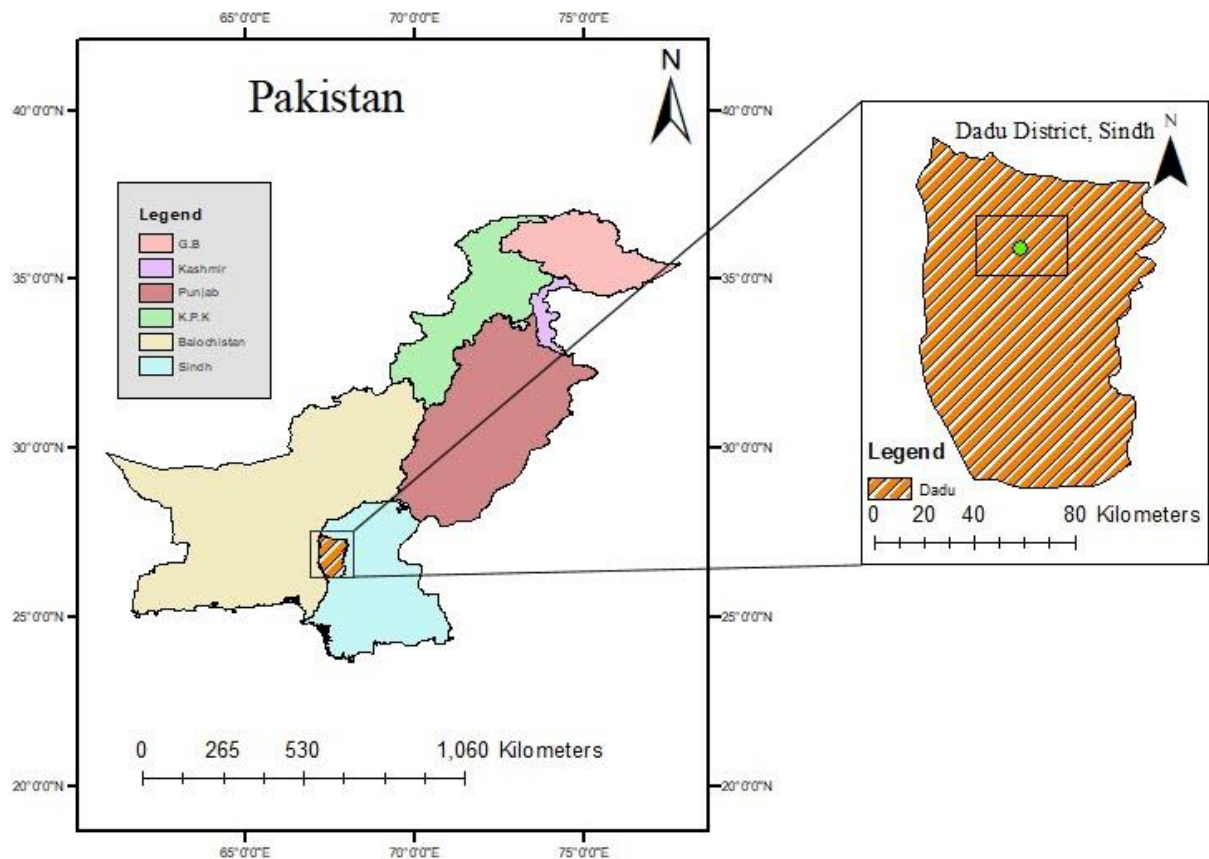 65°0'0"E 70°0'0"E 75°0'0"E
Pakistan
N
40°0'0"N
40°0'0"N
Legend
G.B
Kashmir
Punjab
K.P.K
Balochistan
Sindh
35°0'0"N
35°0'0"N
30°0'0"N
30°0'0"N
25°0'0"N
25°0'0"N
0 265 530 1,060 Kilometers
20°0'0"N
20°0'0"N
65°0'0"E 70°0'0"E 75°0'0"E
Dadu District, Sindh
N
Legend
Dadu
0 20 40 80 Kilometers